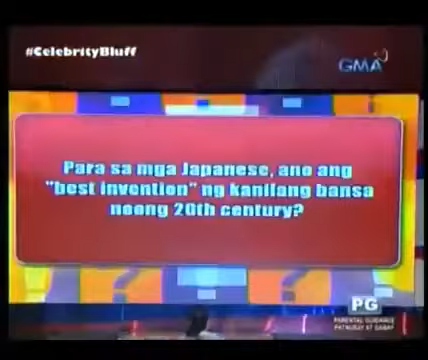 #CelebrityBluff
GMA
Para sa mga Japanese, ano ang
"best invention" ng kanilang bansa
noong 20th century?
PG
PARENTAL GUIDANCE
PATNUBAY AT GABAY